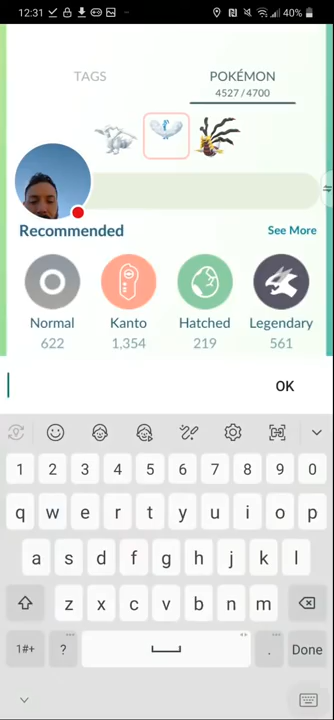 12:31
40%
TAGS
POKÉMON
4527 / 4700
Recommended
See More
Normal
Kanto
Hatched
Legendary
622
1,354
219
561
OK
1 2 3 4 5 6 7 8 9 0
q w e r t y u i o p
a s d f g h j k l
z x c v b n m
1#+ ? . Done